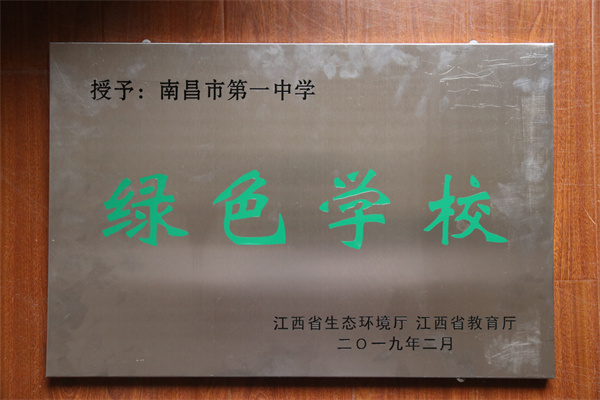 授予：南昌市第一中学
绿色学校
江西省生态环境厅 江西省教育厅
二〇一九年二月